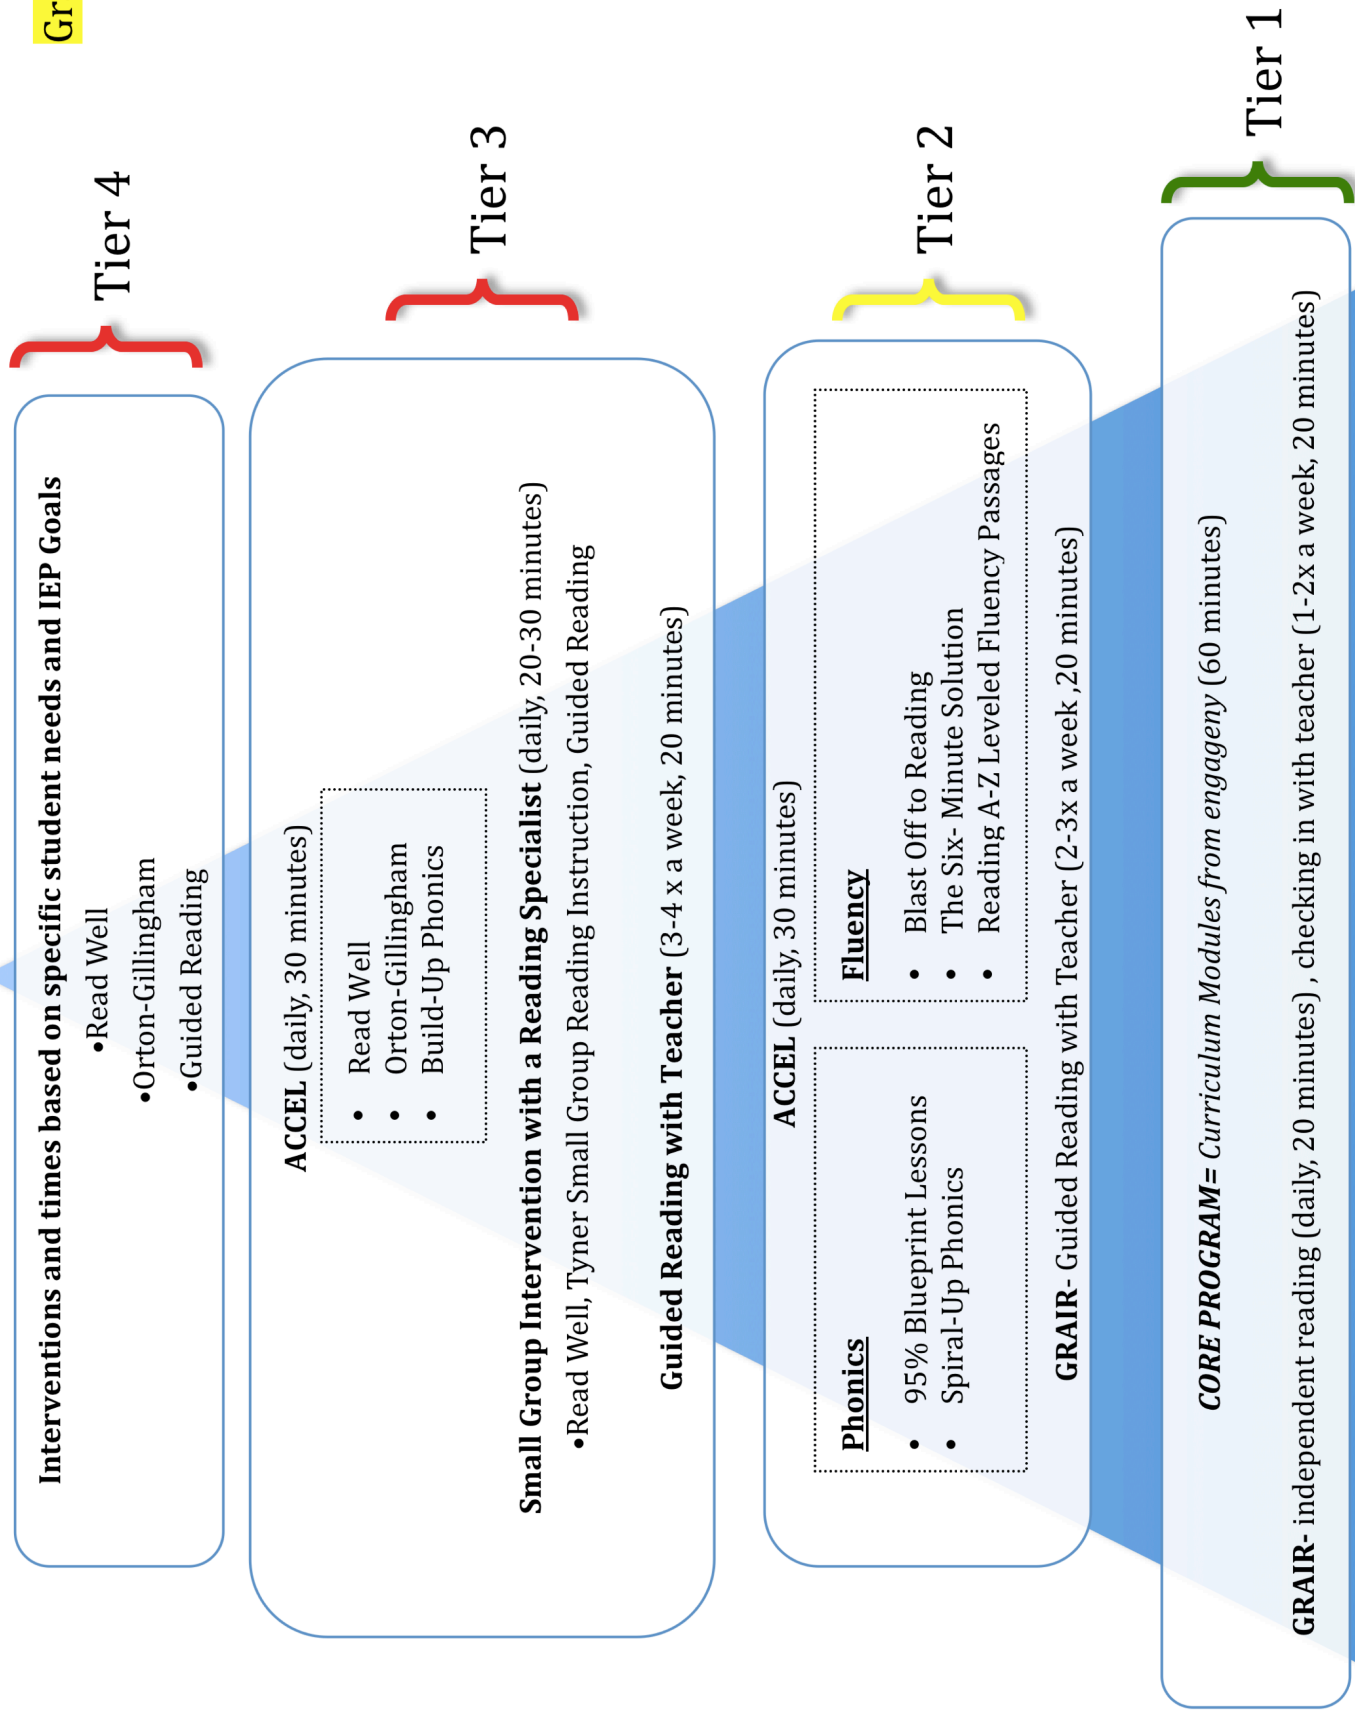 Gr
Interventions and times based on specific student needs and IEP Goals
•Read Well
•Orton-Gillingham
•Guided Reading
Tier 4
ACCEL (daily, 30 minutes)
• Read Well
• Orton-Gillingham
• Build-Up Phonics
Small Group Intervention with a Reading Specialist (daily, 20-30 minutes)
•Read Well, Tyner Small Group Reading Instruction, Guided Reading
Guided Reading with Teacher (3-4 x a week, 20 minutes)
Tier 3
ACCEL (daily, 30 minutes)
Phonics
• 95% Blueprint Lessons
• Spiral-Up Phonics
Fluency
• Blast Off to Reading
• The Six- Minute Solution
• Reading A-Z Leveled Fluency Passages
GRAIR- Guided Reading with Teacher (2-3x a week ,20 minutes)
Tier 2
CORE PROGRAM= Curriculum Modules from engageny (60 minutes)
GRAIR- independent reading (daily, 20 minutes) , checking in with teacher (1-2x a week, 20 minutes)
Tier 1